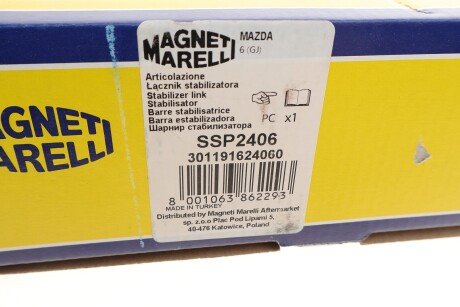 MAGNETI
MARELLI
MAZDA
6 (GJ)
Articolazione
Łącznik stabilizatora
Stabilizer link
Stabilisator
Barre stabilisatrice
Barra estabilizadora
Шарнир стабилизатора
PC x1
SSP2406
301191624060
8 001063 862293
MADE IN TURKEY
Distributed by Magneti Marelli Aftermarket
sp. z.o.o Plac Pod Lipami 5,
40-476 Katowice, Poland
MAGNETI
MARELLI